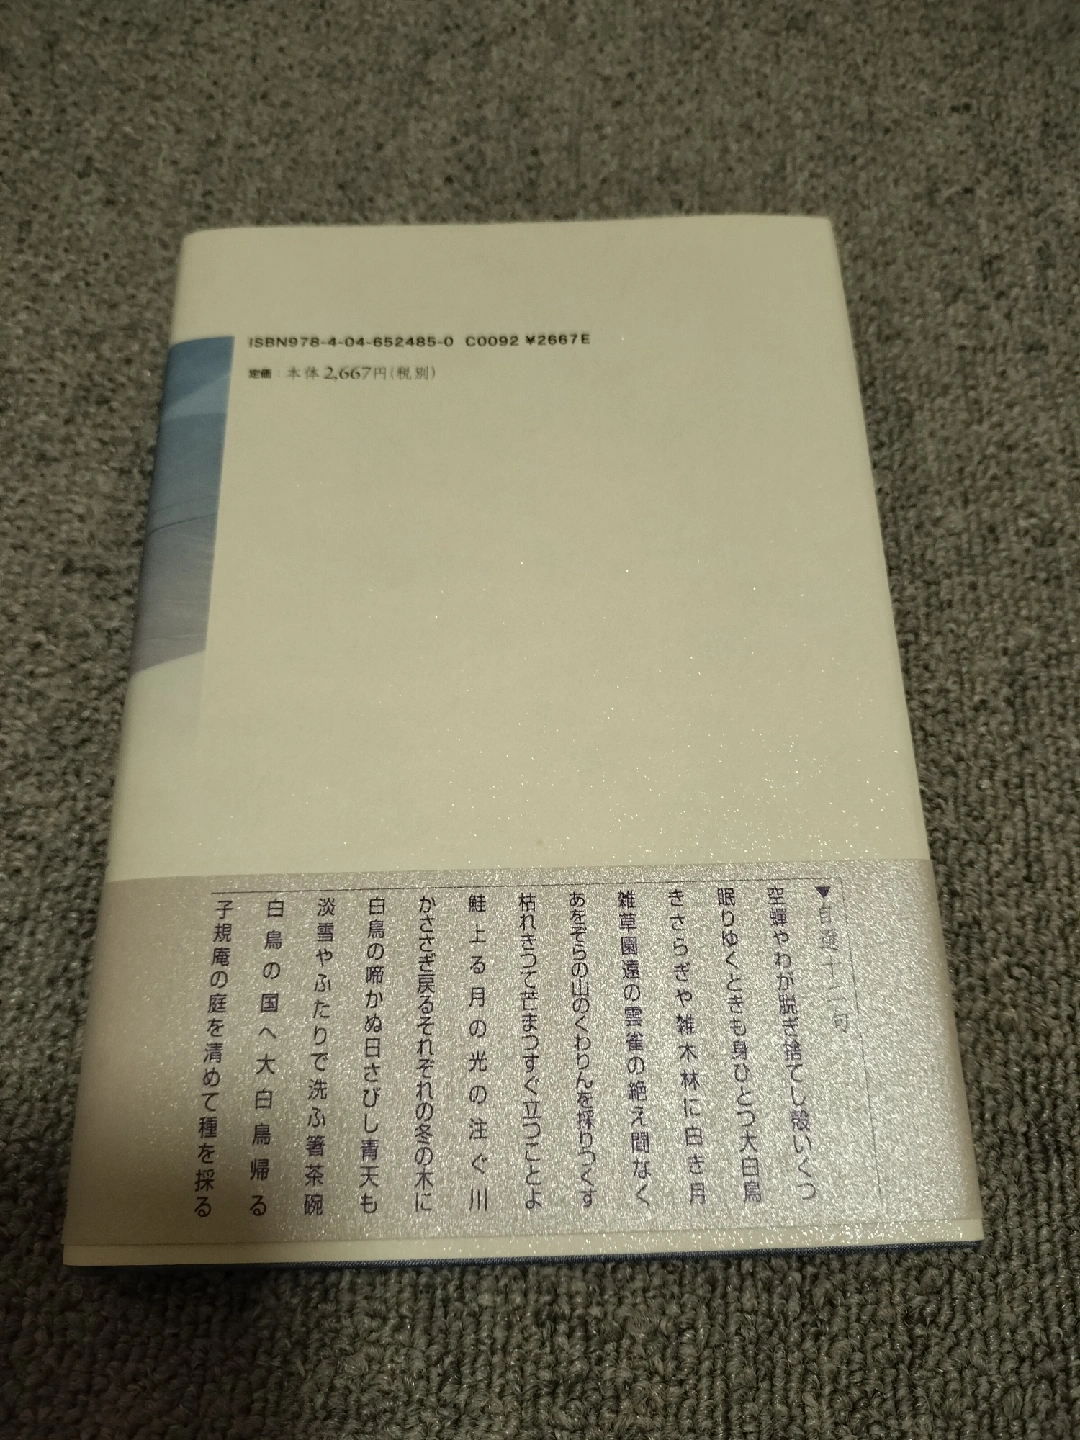 ISBN978-4-04-652485-0 C0092 ¥2667E
定価 本体2,667円(税別)
▼自選十二句
空蟬やわが脱ぎ捨てし殻いくつ
眠りゆくときも身ひとつ大白鳥
きさらぎや雑木林に白き月
雑草園遠の雲雀の絶え間なく
あをぞらの山のくわりんを採りつくす
枯れきつて芒まつすぐ立つことよ
鮭上る月の光の注ぐ川
かささぎ戻るそれぞれの冬の木に
白鳥の啼かぬ日さびし青天も
淡雪やふたりで洗ふ箸茶碗
白鳥の国へ大白鳥帰る
子規庵の庭を清めて種を採る